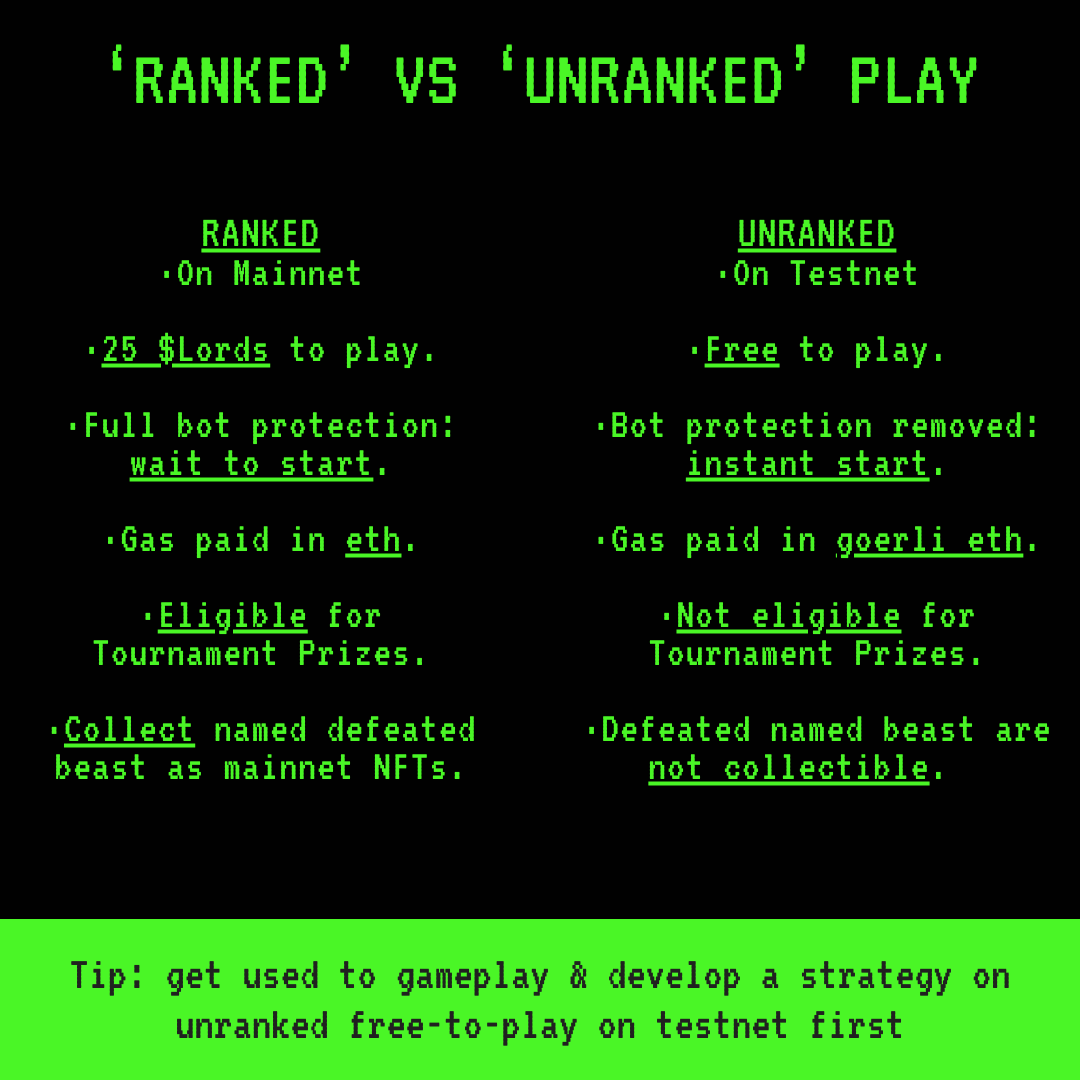 ‘RANKED’ VS ‘UNRANKED’ PLAY
RANKED
·On Mainnet
·25 $Lords to play.
·Full bot protection:
wait to start.
·Gas paid in eth.
·Eligible for
Tournament Prizes.
·Collect named defeated
beast as mainnet NFTs.
UNRANKED
·On Testnet
·Free to play.
·Bot protection removed:
instant start.
·Gas paid in goerli eth.
·Not eligible for
Tournament Prizes.
·Defeated named beast are
not collectible.
Tip: get used to gameplay & develop a strategy on
unranked free-to-play on testnet first